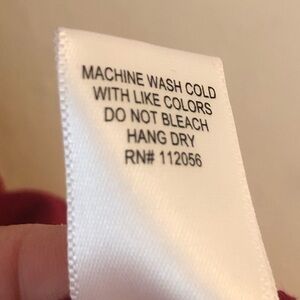 MACHINE WASH COLD
WITH LIKE COLORS
DO NOT BLEACH
HANG DRY
RN# 112056